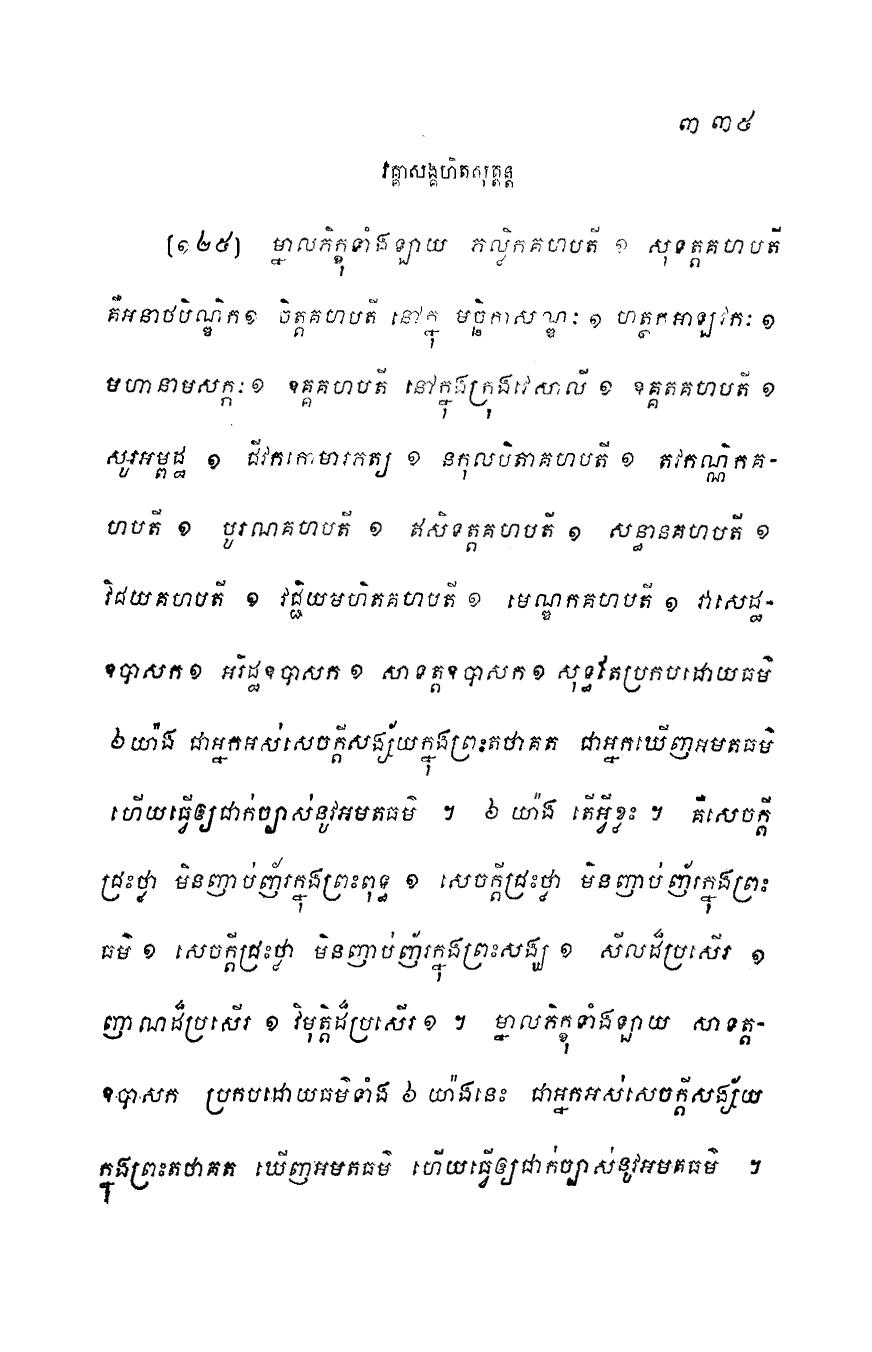 ៣ ៣៥
វគ្គាសង្គហិតសុត្តន្ត
(១២៥) ម្នាលភិក្ខុទាំងឡាយ ភល្លិកគហបតី ១ សុទត្តគហបតី
គឺអនាថបិណ្ឌិក១ ចិត្តគហបតី នៅក្នុ មច្ឆិកាសណ្ឌៈ ១ ហត្ថកអាឡវកៈ ១
មហានាមសក្កៈ ១ ឧគ្គគហបតី នៅក្នុងក្រុងវេសាលី ១ ឧគ្គតគហបតី ១
សូរអម្ពដ្ឋ ១ ជីវកកោមារភត្យ ១ នកុលបិតាគហបតី ១ តវកណ្ណិកគ-
ហបតី ១ បូរណគហបតី ១ ឥសិទត្តគហបតី ១ សន្ធានគហបតី ១
វិជយគហបតី ១ វជ្ជិយមហិតគហបតី ១ មេណ្ឌកគហបតី ១ វាសេដ្ឋ-
ឧបាសក១ អរិដ្ឋឧបាសក ១ សាទត្តឧបាសក ១ សុទ្ធតែប្រកបដោយធម៌
៦ យ៉ាង ជាអ្នកអស់សេចក្តីសង្ស័យក្នុងព្រះតថាគត ជាអ្នកឃើញអមតធម៌
ហើយធ្វើឲ្យជាក់ច្បាស់នូវអមតធម៌ ។ ៦ យ៉ាង តើអ្វីខ្លះ ។ គឺសេចក្តី
ជ្រះថ្លា មិនញាប់ញ័រក្នុងព្រះពុទ្ធ ១ សេចក្តីជ្រះថ្លា មិនញាប់ញ័រក្នុងព្រះ
ធម៌ ១ សេចក្តីជ្រះថ្លា មិនញាប់ញ័រក្នុងព្រះសង្ឃ ១ សីលដ៏ប្រសើរ ១
ញាណដ៏ប្រសើរ ១ វិមុត្តិដ៏ប្រសើរ ១ ។ ម្នាលភិក្ខុទាំងឡាយ សាទត្ត-
ឧបាសក ប្រកបដោយធម៌ទាំង ៦ យ៉ាងនេះ ជាអ្នកអស់សេចក្តីសង្ស័យ
ក្នុងព្រះតថាគត ឃើញអមតធម៌ ហើយធ្វើឲ្យជាក់ច្បាស់នូវអមតធម៌ ។